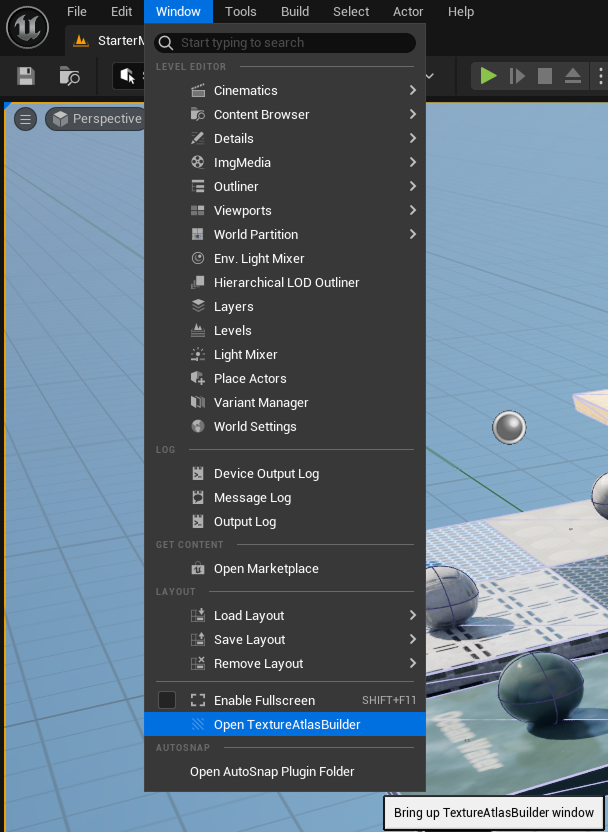 File Edit Window Tools Build Select Actor Help
Start typing to search
LEVEL EDITOR
Cinematics
Content Browser
Details
ImgMedia
Outliner
Viewports
World Partition
Env. Light Mixer
Hierarchical LOD Outliner
Layers
Levels
Light Mixer
Place Actors
Variant Manager
World Settings
LOG
Device Output Log
Message Log
Output Log
GET CONTENT
Open Marketplace
LAYOUT
Load Layout
Save Layout
Remove Layout
Enable Fullscreen SHIFT+F11
Open TextureAtlasBuilder
AUTOSNAP
Open AutoSnap Plugin Folder
Perspective
Bring up TextureAtlasBuilder window